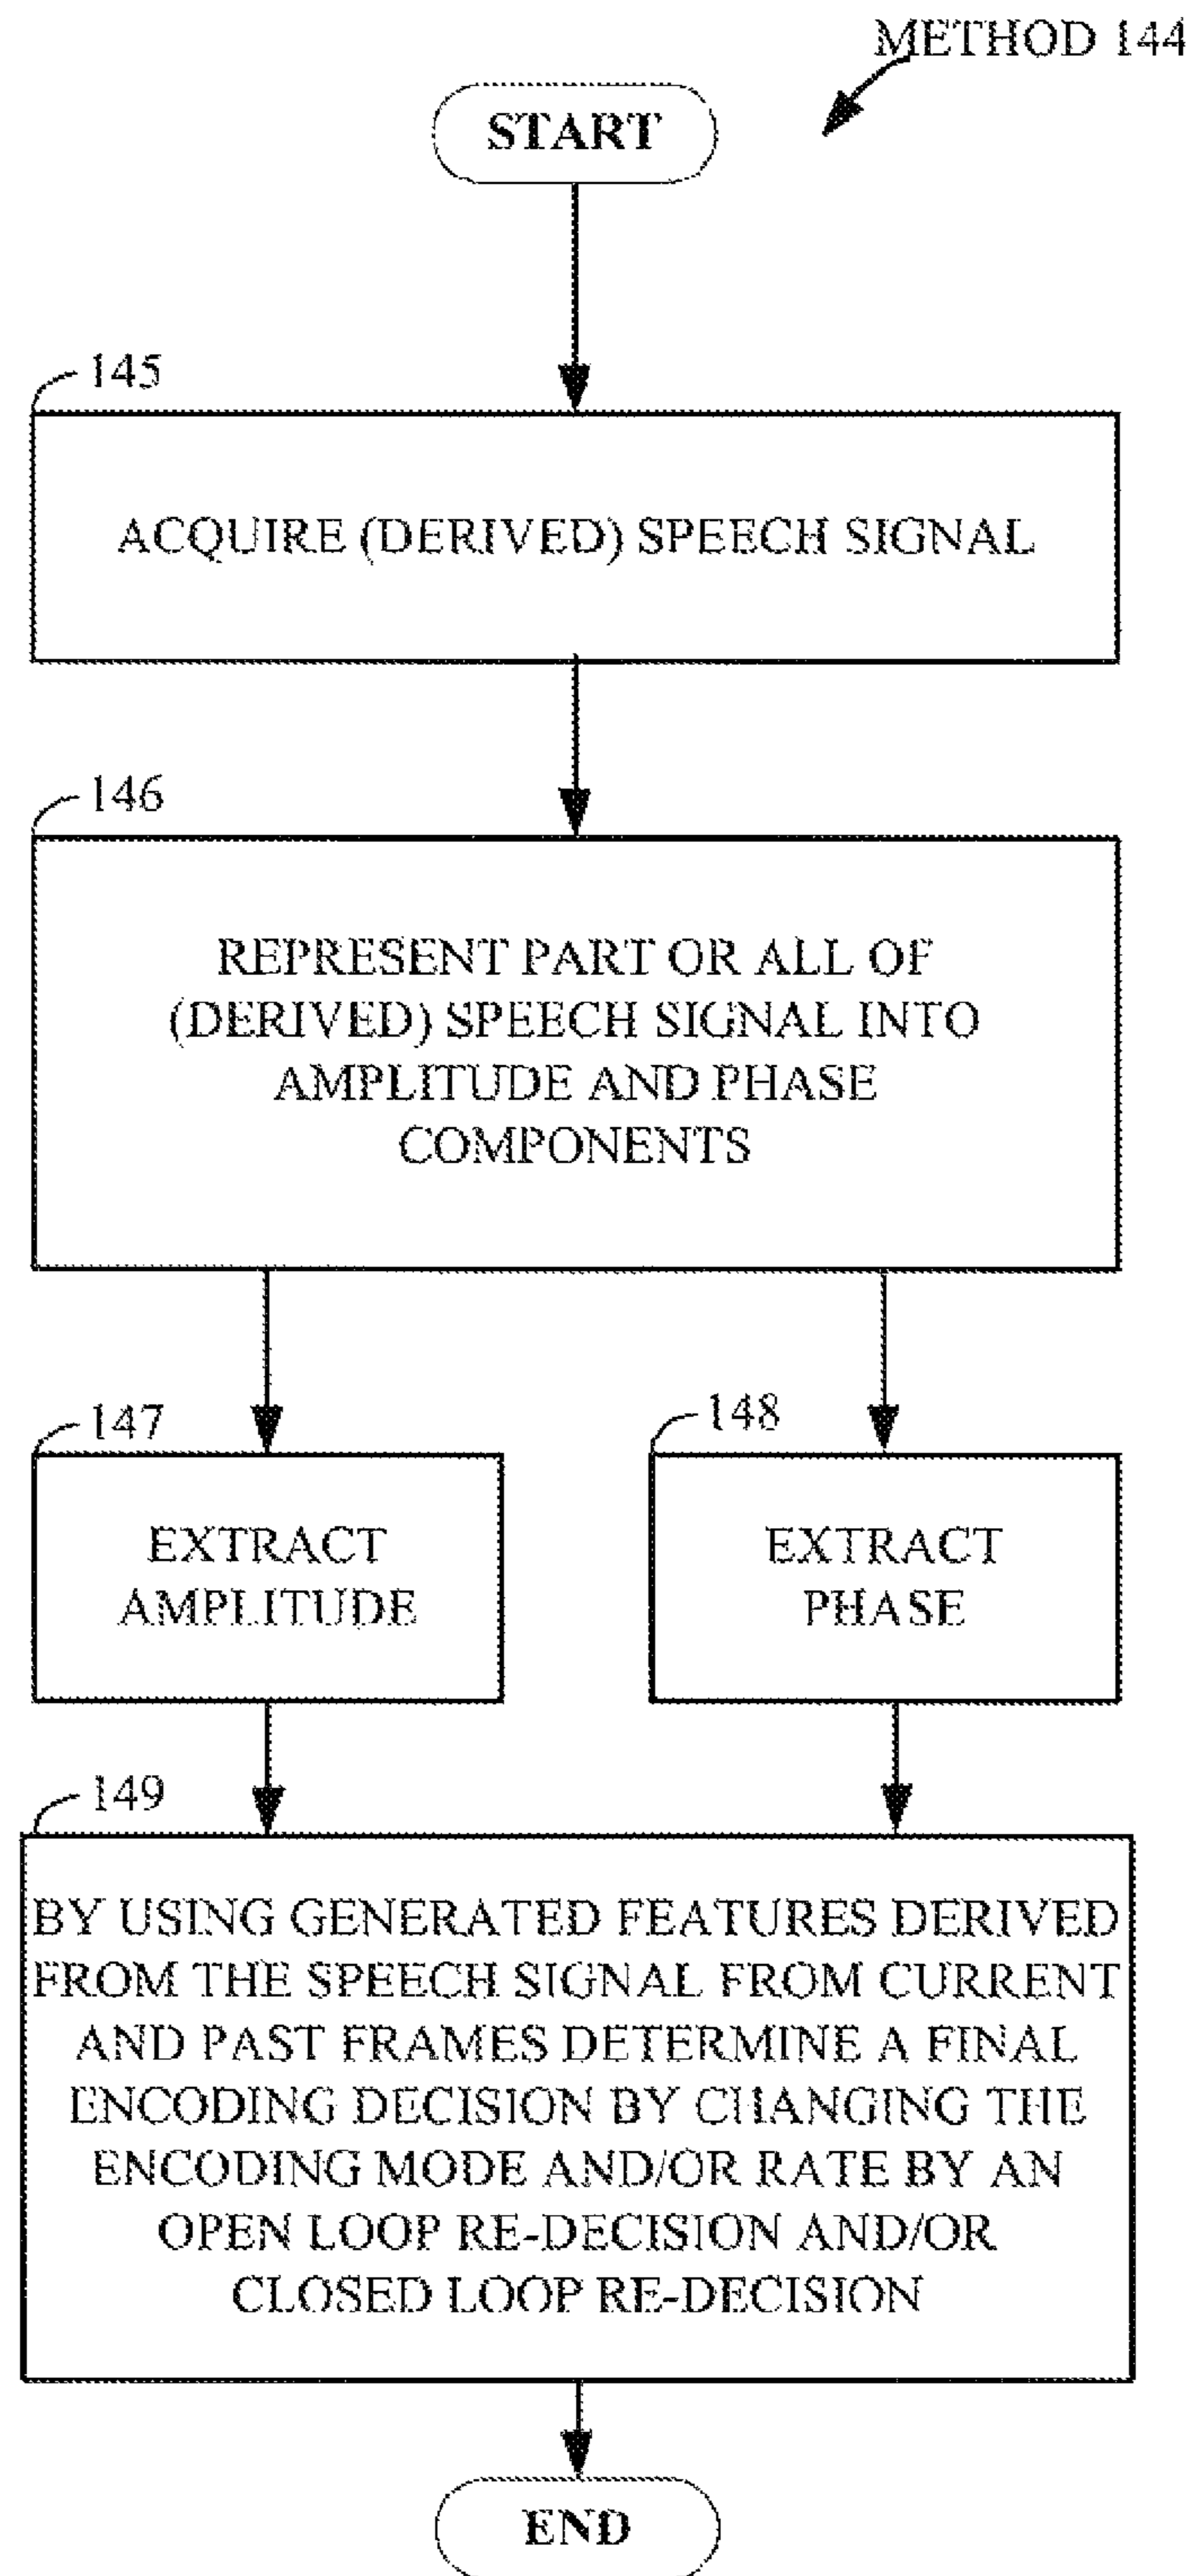 METHOD 144
START
145
ACQUIRE (DERIVED) SPEECH SIGNAL
146
REPRESENT PART OR ALL OF
(DERIVED) SPEECH SIGNAL INTO
AMPLITUDE AND PHASE
COMPONENTS
147
148
EXTRACT
AMPLITUDE
EXTRACT
PHASE
149
BY USING GENERATED FEATURES DERIVED
FROM THE SPEECH SIGNAL FROM CURRENT
AND PAST FRAMES DETERMINE A FINAL
ENCODING DECISION BY CHANGING THE
ENCODING MODE AND/OR RATE BY AN
OPEN LOOP RE-DECISION AND/OR
CLOSED LOOP RE-DECISION
END